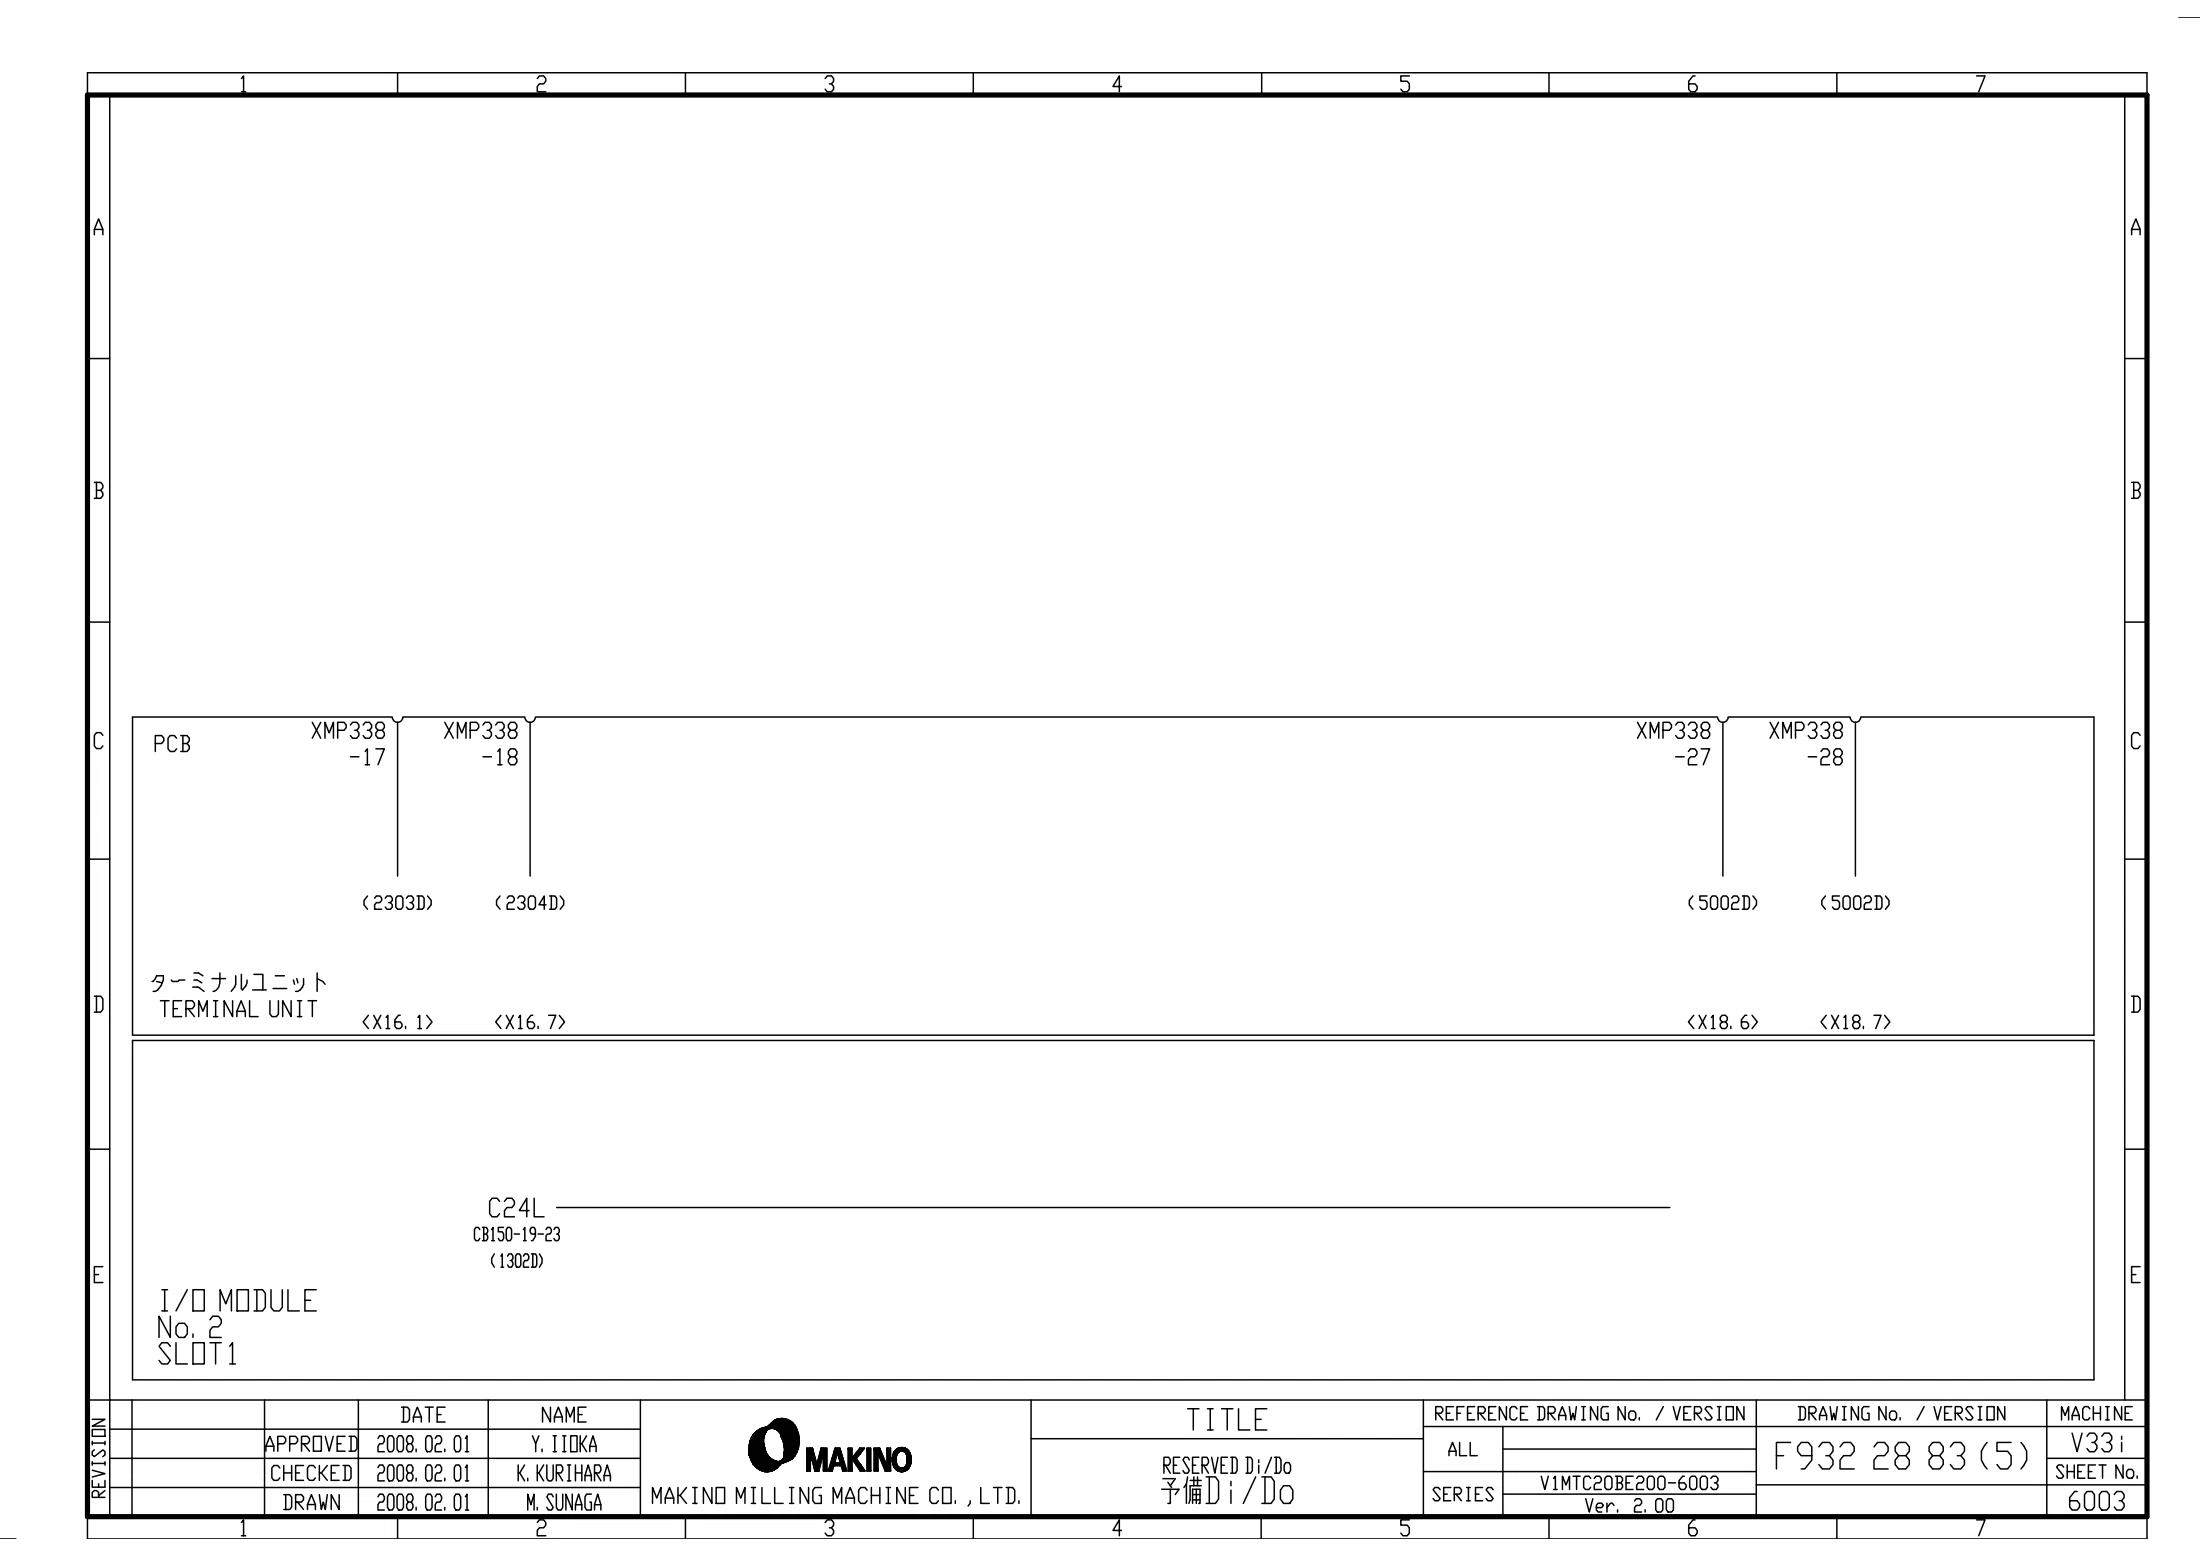 1 2 3 4 5 6 7
A A
B B
C C
D D
E E
PCB
XMP338 -17
XMP338 -18
XMP338 -27
XMP338 -28
(2303D) (2304D) (5002D) (5002D)
ターミナルユニット
TERMINAL UNIT
<X16.1> <X16.7> <X18.6> <X18.7>
C24L
CB150-19-23
(1302D)
I/O MODULE
No.2
SLOT1
REVISION
DATE NAME
APPROVED 2008.02.01 Y.IIOKA
CHECKED 2008.02.01 K.KURIHARA
DRAWN 2008.02.01 M.SUNAGA
MAKINO
MAKINO MILLING MACHINE CO.,LTD.
TITLE
RESERVED Di/Do
予備Di/Do
REFERENCE DRAWING No. / VERSION
ALL
SERIES
V1MTC20BE200-6003
Ver. 2.00
DRAWING No. / VERSION
F932 28 83(5)
MACHINE
V33i
SHEET No.
6003
1 2 3 4 5 6 7